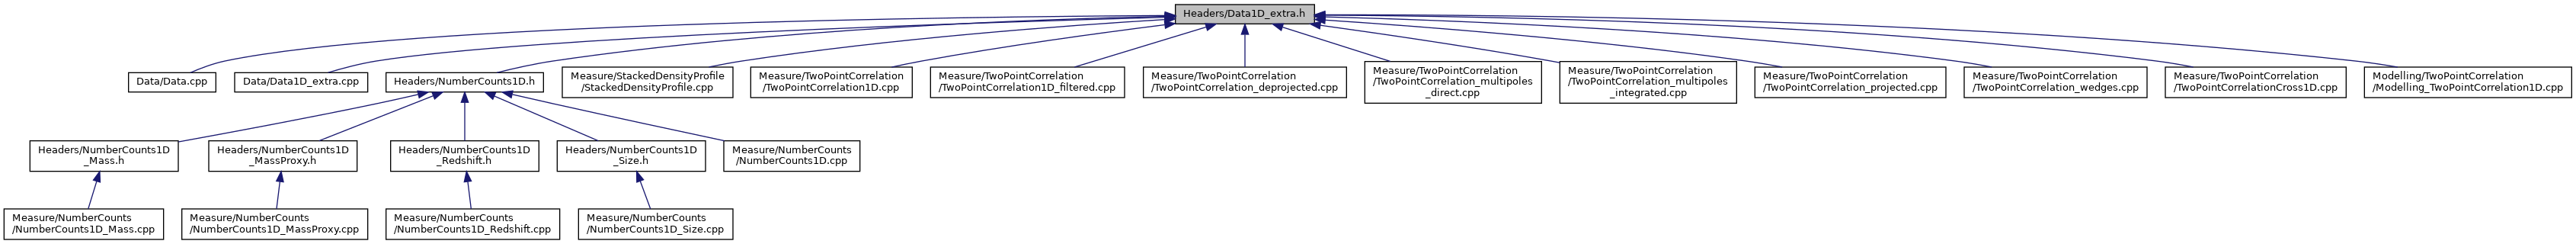 Headers/Data1D_extra.h
Data/Data.cpp
Data/Data1D_extra.cpp
Headers/NumberCounts1D.h
Measure/StackedDensityProfile
/StackedDensityProfile.cpp
Measure/TwoPointCorrelation
/TwoPointCorrelation1D.cpp
Measure/TwoPointCorrelation
/TwoPointCorrelation1D_filtered.cpp
Measure/TwoPointCorrelation
/TwoPointCorrelation_deprojected.cpp
Measure/TwoPointCorrelation
/TwoPointCorrelation_multipoles
_direct.cpp
Measure/TwoPointCorrelation
/TwoPointCorrelation_multipoles
_integrated.cpp
Measure/TwoPointCorrelation
/TwoPointCorrelation_projected.cpp
Measure/TwoPointCorrelation
/TwoPointCorrelation_wedges.cpp
Measure/TwoPointCorrelation
/TwoPointCorrelationCross1D.cpp
Modelling/TwoPointCorrelation
/Modelling_TwoPointCorrelation1D.cpp
Headers/NumberCounts1D
_Mass.h
Headers/NumberCounts1D
_MassProxy.h
Headers/NumberCounts1D
_Redshift.h
Headers/NumberCounts1D
_Size.h
Measure/NumberCounts
/NumberCounts1D.cpp
Measure/NumberCounts
/NumberCounts1D_Mass.cpp
Measure/NumberCounts
/NumberCounts1D_MassProxy.cpp
Measure/NumberCounts
/NumberCounts1D_Redshift.cpp
Measure/NumberCounts
/NumberCounts1D_Size.cpp